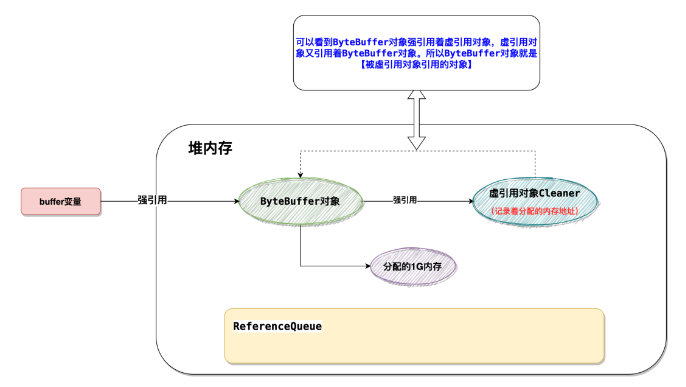 可以看到ByteBuffer对象强引用着虚引用对象，虚引用对
象又引用着ByteBuffer对象。所以ByteBuffer对象就是
【被虚引用对象引用的对象】
堆内存
buffer变量
强引用
ByteBuffer对象
强引用
虚引用对象Cleaner
(记录着分配的内存地址)
分配的1G内存
ReferenceQueue